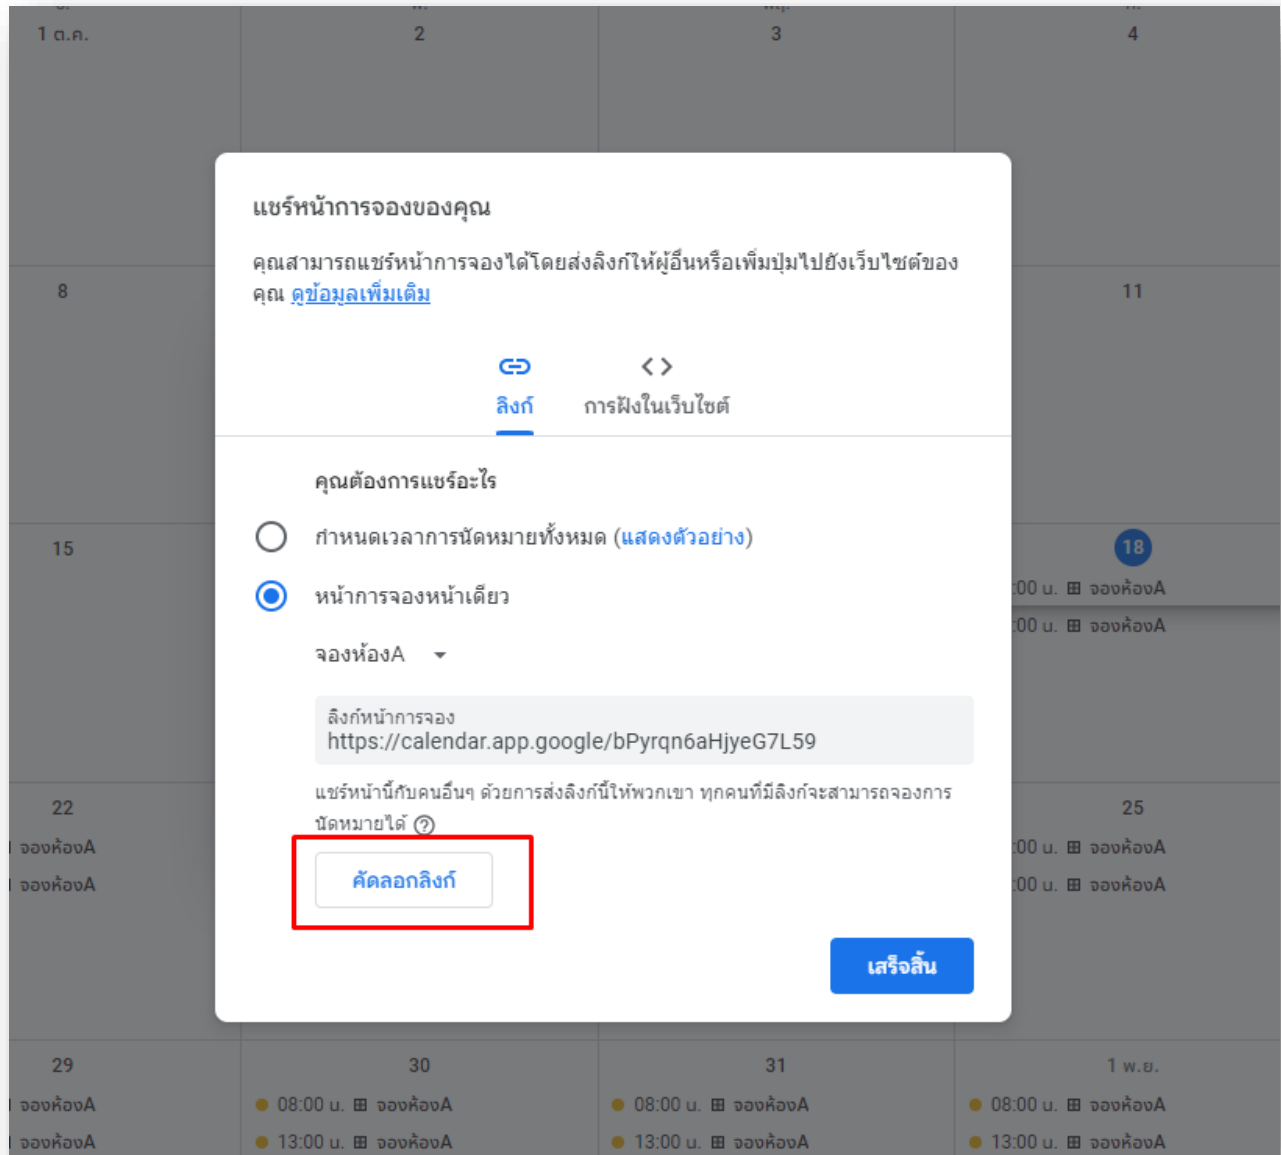 1 ต.ค.
2
3
4
แชร์หน้าการจองของคุณ
คุณสามารถแชร์หน้าการจองได้โดยส่งลิงก์ให้ผู้อื่นหรือเพิ่มปุ่มไปยังเว็บไซต์ของ
คุณ ดูข้อมูลเพิ่มเติม
8
11
ลิงก์
การฝังในเว็บไซต์
คุณต้องการแชร์อะไร
กำหนดเวลาการนัดหมายทั้งหมด (แสดงตัวอย่าง)
15
18
หน้าการจองหน้าเดียว
:00 น. จองห้องA
:00 น. จองห้องA
จองห้องA
ลิงก์หน้าการจอง
https://calendar.app.google/bPyrqn6aHjyeG7L59
แชร์หน้านี้กับคนอื่นๆ ด้วยการส่งลิงก์นี้ให้พวกเขา ทุกคนที่มีลิงก์จะสามารถจองการ
นัดหมายได้
22
25
จองห้องA
:00 น. จองห้องA
จองห้องA
:00 น. จองห้องA
คัดลอกลิงก์
เสร็จสิ้น
29
30
31
1 พ.ย.
จองห้องA
08:00 น. จองห้องA
08:00 น. จองห้องA
08:00 น. จองห้องA
จองห้องA
13:00 น. จองห้องA
13:00 น. จองห้องA
13:00 น. จองห้องA